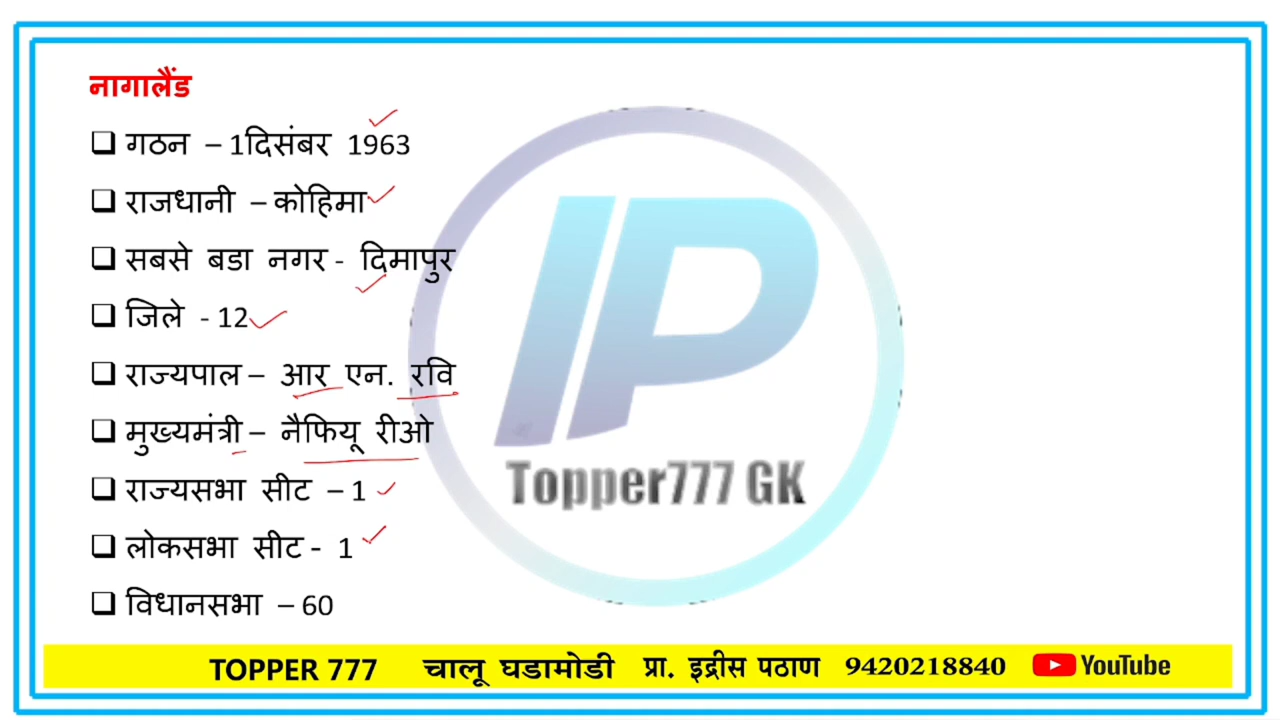 नागालैंड
❑ गठन – 1दिसंबर 1963
❑ राजधानी – कोहिमा
❑ सबसे बडा नगर - दिमापुर
❑ जिले - 12
❑ राज्यपाल – आर एन. रवि
❑ मुख्यमंत्री – नैफियू रीओ
❑ राज्यसभा सीट – 1
❑ लोकसभा सीट - 1
❑ विधानसभा – 60
IP
Topper777 GK
TOPPER 777 चालू घडामोडी प्रा. इद्रीस पठाण 9420218840 YouTube